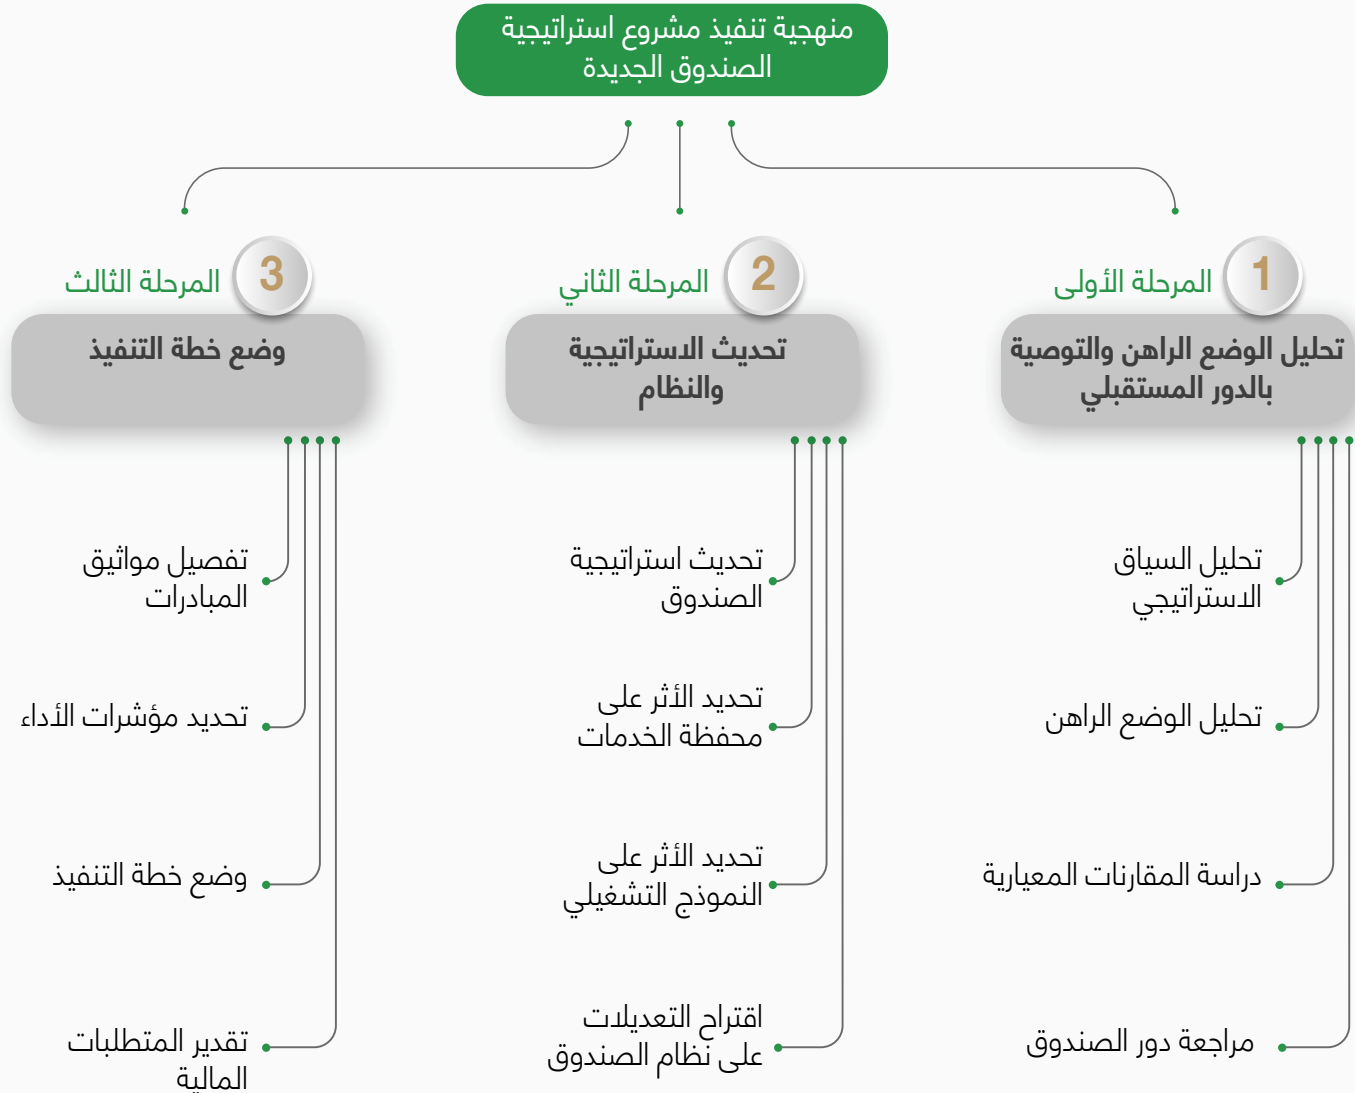 منهجية تنفيذ مشروع استراتيجية
الصندوق الجديدة
1
المرحلة الأولى
تحليل الوضع الراهن والتوصية
بالدور المستقبلي
تحليل السياق
الاستراتيجي
تحليل الوضع الراهن
دراسة المقارنات المعيارية
مراجعة دور الصندوق
2
المرحلة الثاني
تحديث الاستراتيجية
والنظام
تحديث استراتيجية
الصندوق
تحديد الأثر على
محفظة الخدمات
تحديد الأثر على
النموذج التشغيلي
اقتراح التعديلات
على نظام الصندوق
3
المرحلة الثالث
وضع خطة التنفيذ
تفصيل مواثيق
المبادرات
تحديد مؤشرات الأداء
وضع خطة التنفيذ
تقدير المتطلبات
المالية